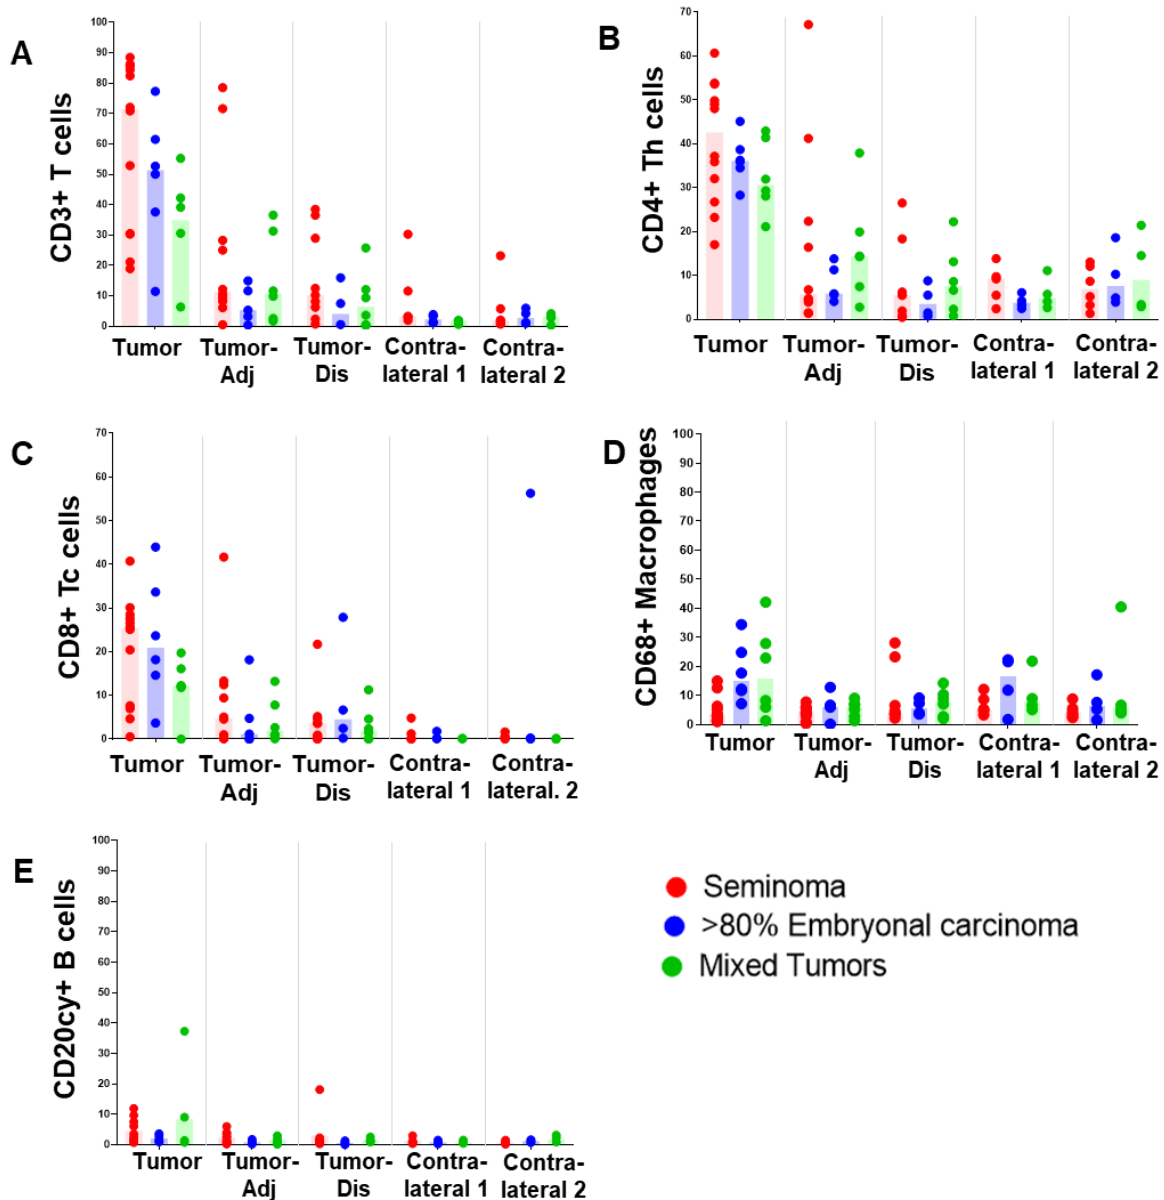 A
CD3+ T cells
100
90
80
70
60
50
40
30
20
10
0
Tumor
Tumor-
Adj
Tumor-
Dis
Contra-
lateral 1
Contra-
lateral 2
B
CD4+ Th cells
70
60
50
40
30
20
10
0
Tumor
Tumor-
Adj
Tumor-
Dis
Contra-
lateral 1
Contra-
lateral 2
C
CD8+ Tc cells
70
60
50
40
30
20
10
0
Tumor
Tumor-
Adj
Tumor-
Dis
Contra-
lateral 1
Contra-
lateral. 2
D
CD68+ Macrophages
100
90
80
70
60
50
40
30
20
10
0
Tumor
Tumor-
Adj
Tumor-
Dis
Contra-
lateral 1
Contra-
lateral 2
E
CD20cy+ B cells
100
90
80
70
60
50
40
30
20
10
0
Tumor
Tumor-
Adj
Tumor-
Dis
Contra-
lateral 1
Contra-
lateral 2
Seminoma
>80% Embryonal carcinoma
Mixed Tumors